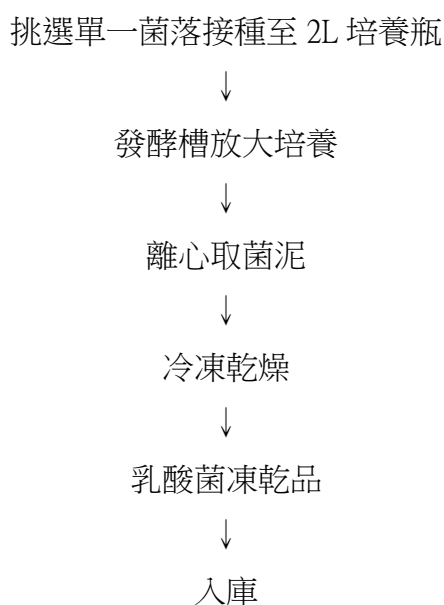 挑選單一菌落接種至 2L 培養瓶
↓
發酵槽放大培養
↓
離心取菌泥
↓
冷凍乾燥
↓
乳酸菌凍乾品
↓
入庫